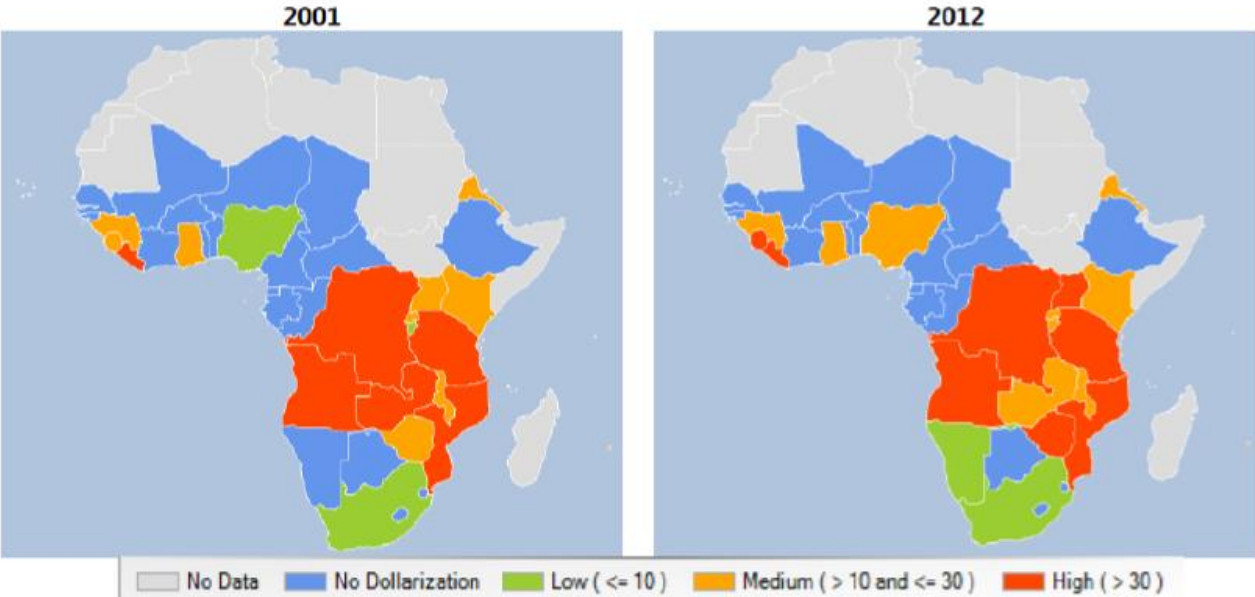 2001
2012
No Data No Dollarization Low ( <= 10 ) Medium ( > 10 and <= 30 ) High ( > 30 )